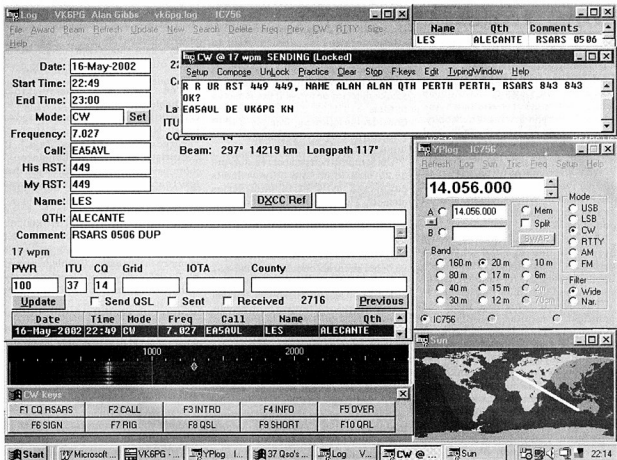 Log VK6PG Alan Gibbs vk6pg.log IC756
File Award Beam Refresh Update New Search Delete Freq Prev CW RTTY Size
Help
Date: 16-May-2002
Start Time: 22:49
End Time: 23:00
Mode: CW Set
Frequency: 7.027
Call: EA5AVL
Beam: 297° 14219 km Longpath 117°
His RST: 449
My RST: 449
Name: LES DXCC Ref
QTH: ALECANTE
Comment: RSARS 0506 DUP
17 wpm
PWR ITU CQ Grid IOTA County
100 37 14
Update Send QSL Sent Received 2716 Previous
Date Time Mode Freq Call Name Qth
16-May-2002 22:49 CW 7.027 EA5AVL LES ALECANTE
Name Qth Comments
LES ALECANTE RSARS 0506
CW @ 17 wpm SENDING (Locked)
Setup Compose UnLock Practice Clear Stop F-keys Edit TypingWindow Help
R R UR RST 449 449, NAME ALAN ALAN QTH PERTH PERTH, RSARS 843 843
OK?
EA5AVL DE VK6PG KN
YPlog IC756
Refresh Log Sun Inc Freq Setup Help
14.056.000
A 14.056.000
=
B
Mem
Split
SWAP
Mode
USB
LSB
CW
RTTY
AM
FM
Band
160 m 20 m 10 m
80 m 17 m 6m
40 m 15 m 2m
30 m 12 m 70cm
Filter
Wide
Nar.
IC756
1000 2000
CW keys
F1 CQ RSARS F2 CALL F3 INTRO F4 INFO F5 OVER
F6 SIGN F7 RIG F8 QSL F9 SHORT F10 QRL
Sun
Start Microsoft ... VK6PG - ... YPlog I... 37 Qso's ... Log V... CW @ ... Sun 22:14